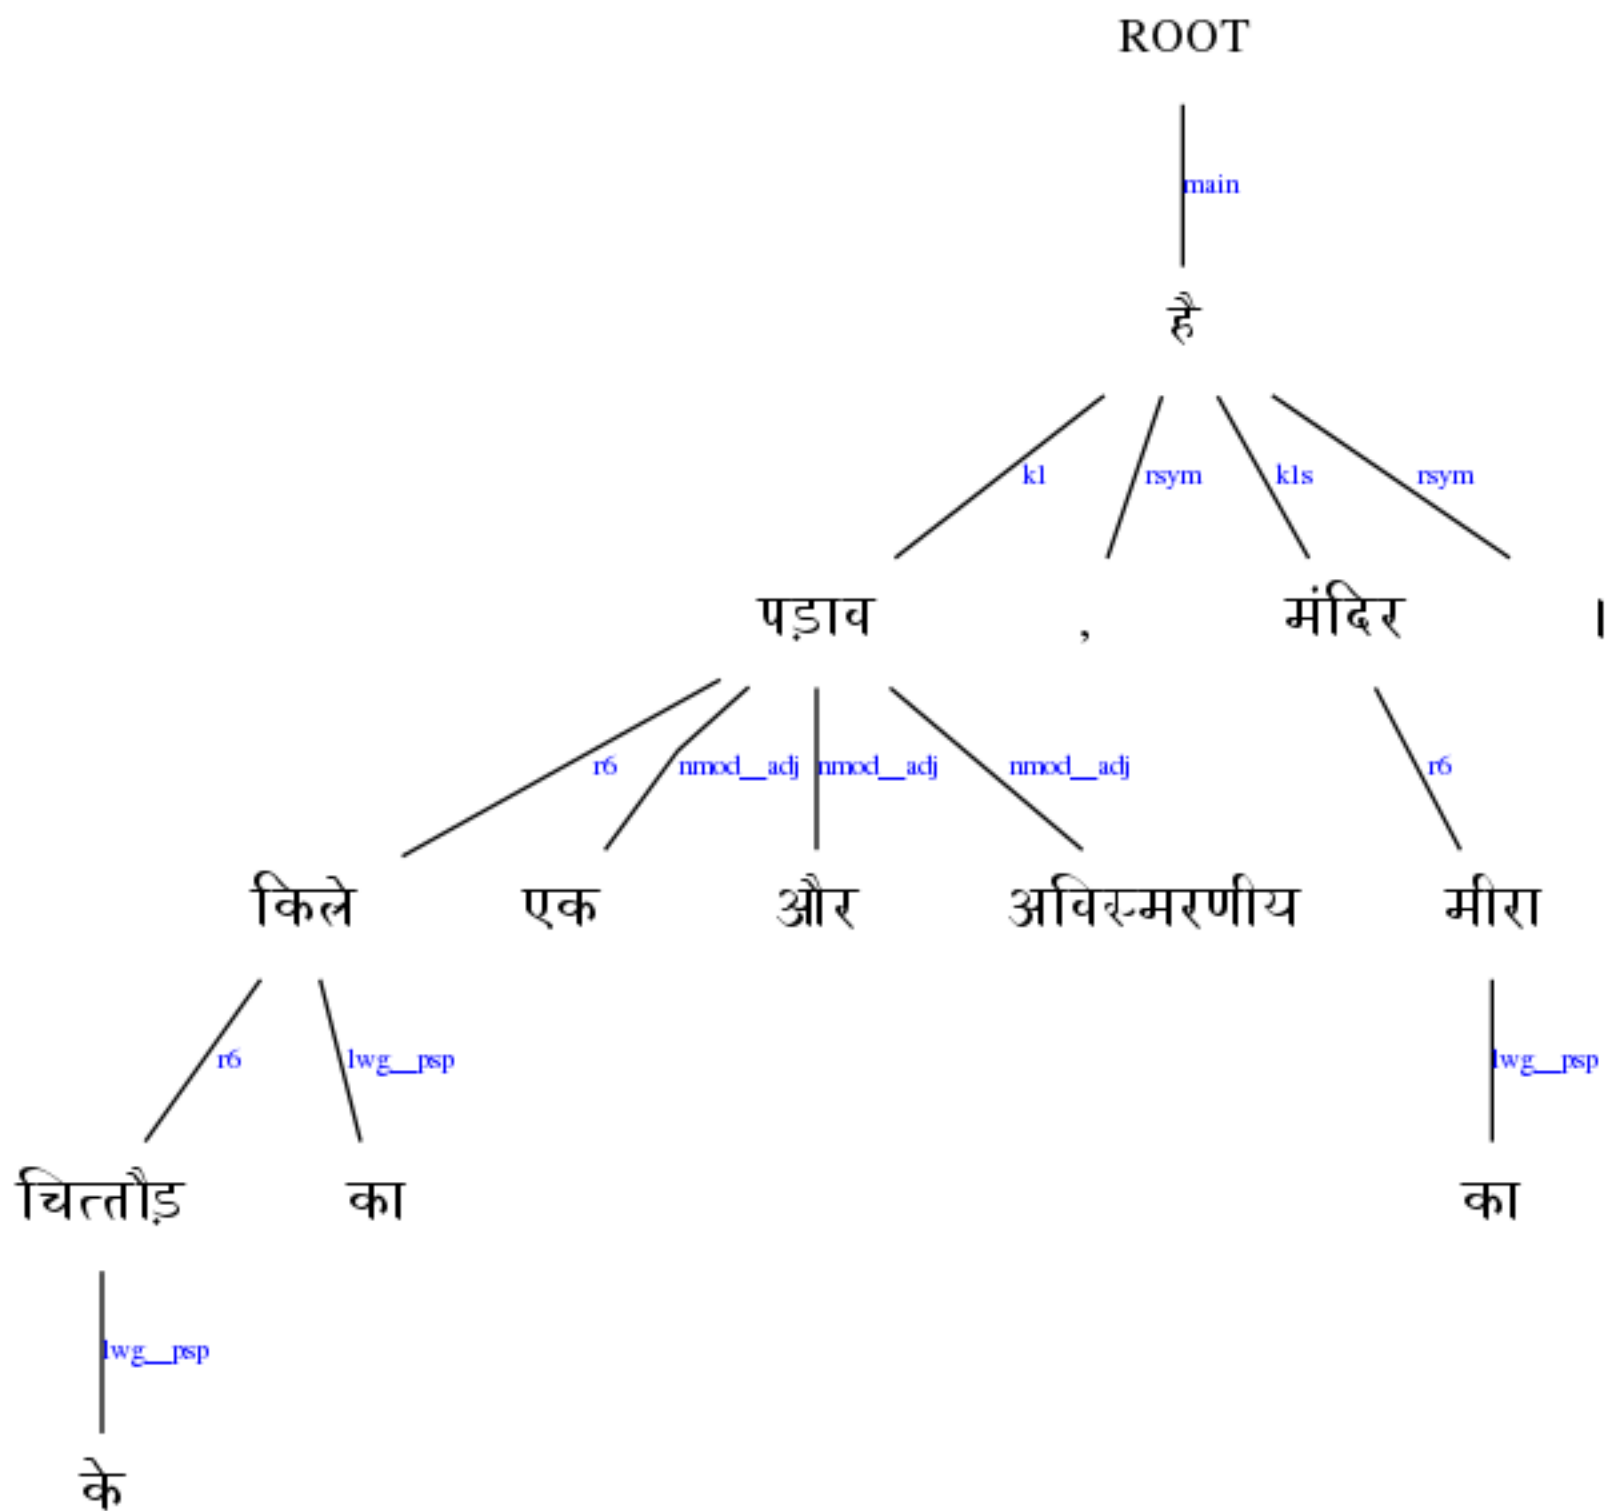 ROOT
main
है
k1 rsym k1s rsym
पड़ाव , मंदिर ।
r6 nmod__adj nmod__adj nmod__adj r6
किले एक और अविस्मरणीय मीरा
r6 lwg__psp lwg__psp
चित्तौड़ का का
lwg__psp
के